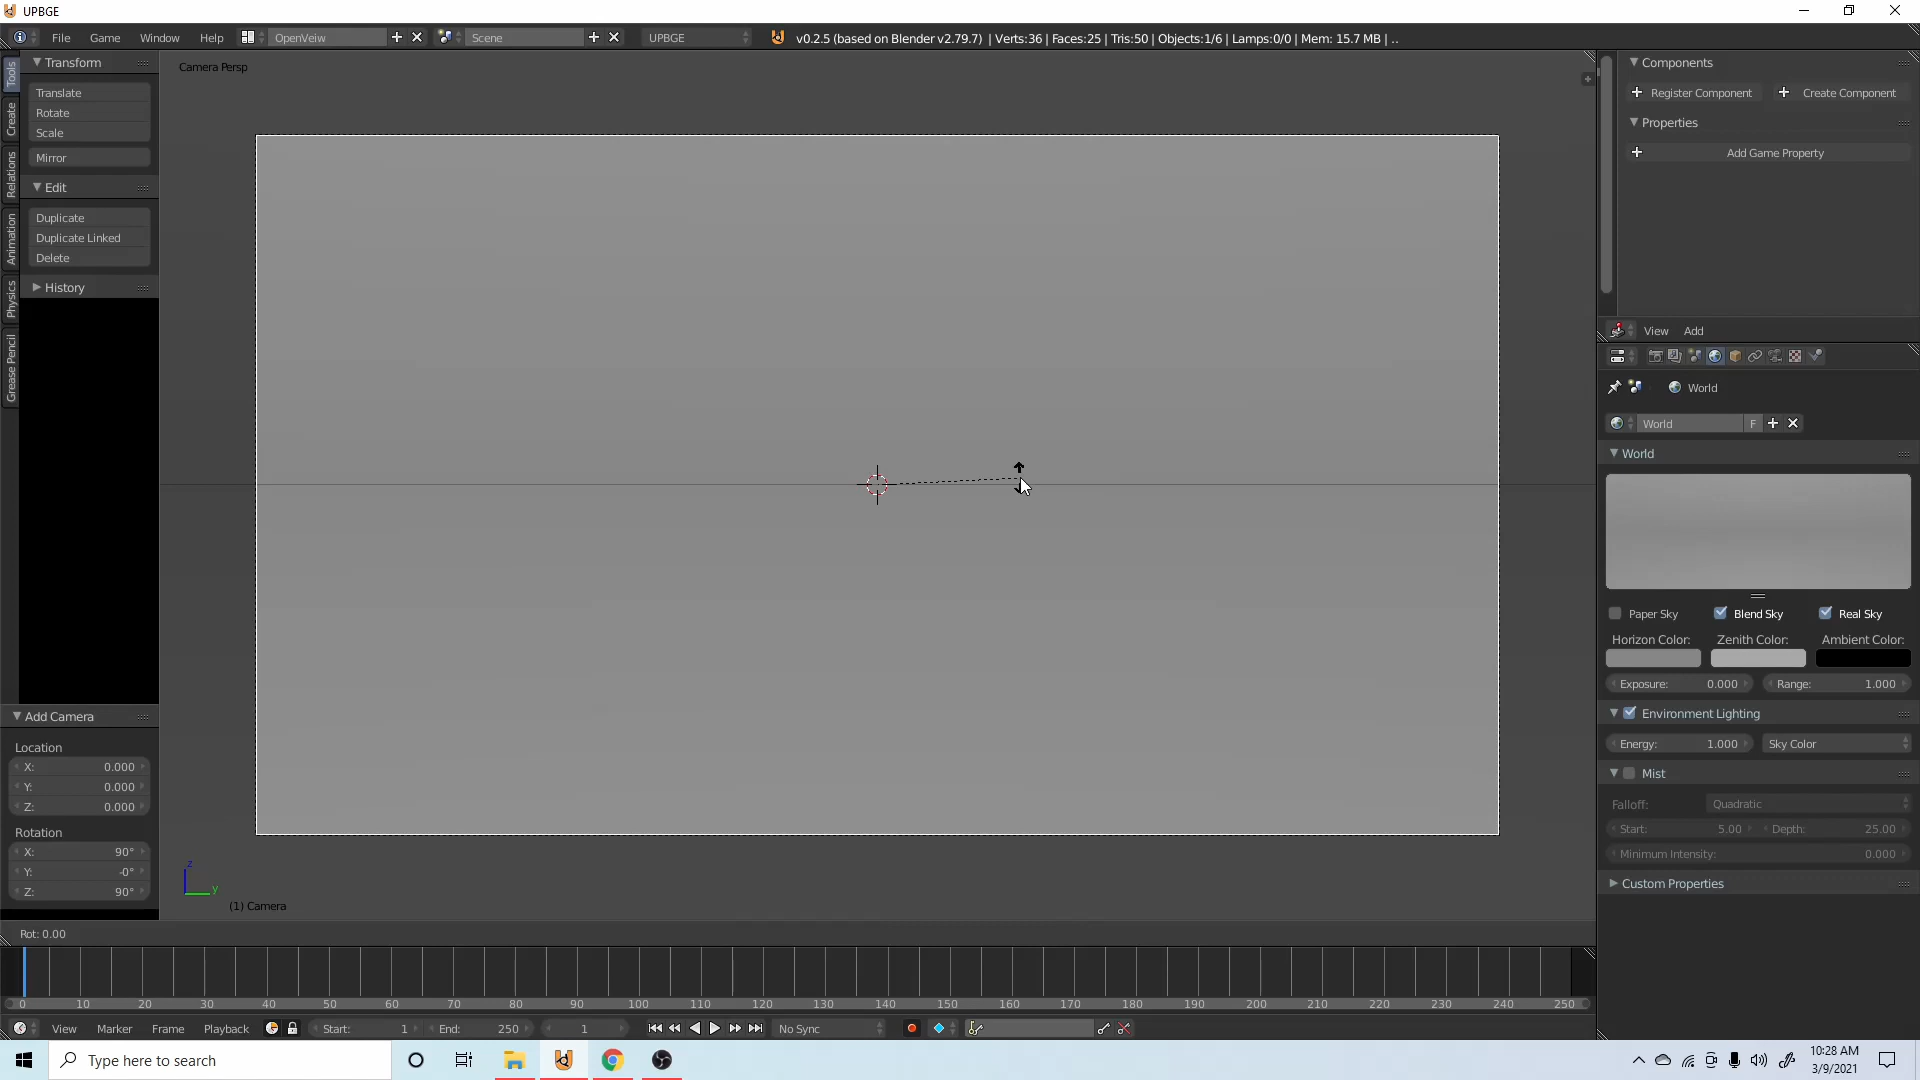 UPBGE
File Game Window Help OpenVeiw Scene UPBGE v0.2.5 (based on Blender v2.79.7) | Verts:36 | Faces:25 | Tris:50 | Objects:1/6 | Lamps:0/0 | Mem: 15.7 MB | ..
Tools
Create
Relations
Animation
Physics
Grease Pencil
Transform
Translate
Rotate
Scale
Mirror
Edit
Duplicate
Duplicate Linked
Delete
History
Add Camera
Location
X: 0.000
Y: 0.000
Z: 0.000
Rotation
X: 90°
Y: -0°
Z: 90°
Camera Persp
z
y
(1) Camera
Rot: 0.00
Components
Register Component Create Component
Properties
Add Game Property
View Add
World
World F
World
Paper Sky Blend Sky Real Sky
Horizon Color: Zenith Color: Ambient Color:
Exposure: 0.000 Range: 1.000
Environment Lighting
Energy: 1.000 Sky Color
Mist
Falloff: Quadratic
Start: 5.00 Depth: 25.00
Minimum Intensity: 0.000
Custom Properties
0 10 20 30 40 50 60 70 80 90 100 110 120 130 140 150 160 170 180 190 200 210 220 230 240 250
View Marker Frame Playback Start: 1 End: 250 1 No Sync
Type here to search
10:28 AM
3/9/2021